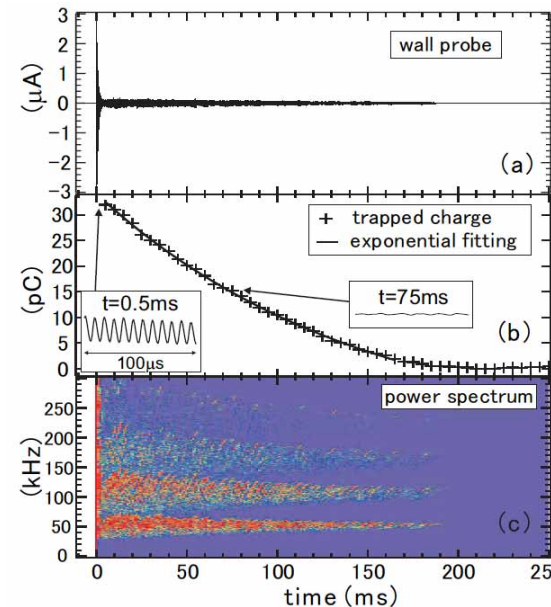 3
2
1
0
-1
-2
-3
(μA)
wall probe
(a)
30
25
20
15
10
5
0
(pC)
+ trapped charge
— exponential fitting
t=0.5ms
100μs
t=75ms
(b)
250
200
150
100
50
0
(kHz)
power spectrum
(c)
0 50 100 150 200 250
time (ms)